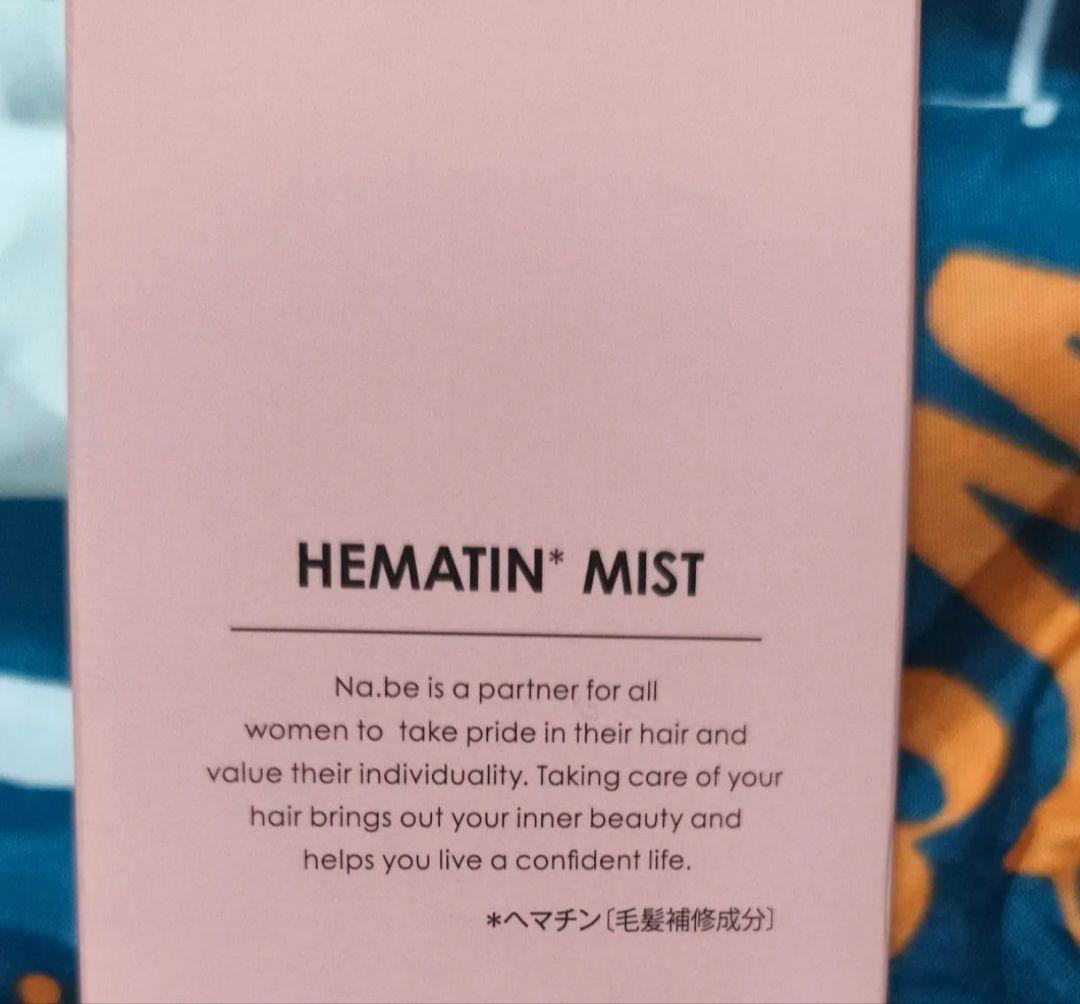 HEMATIN* MIST
Na.be is a partner for all
women to take pride in their hair and
value their individuality. Taking care of your
hair brings out your inner beauty and
helps you live a confident life.
*ヘマチン〔毛髪補修成分〕